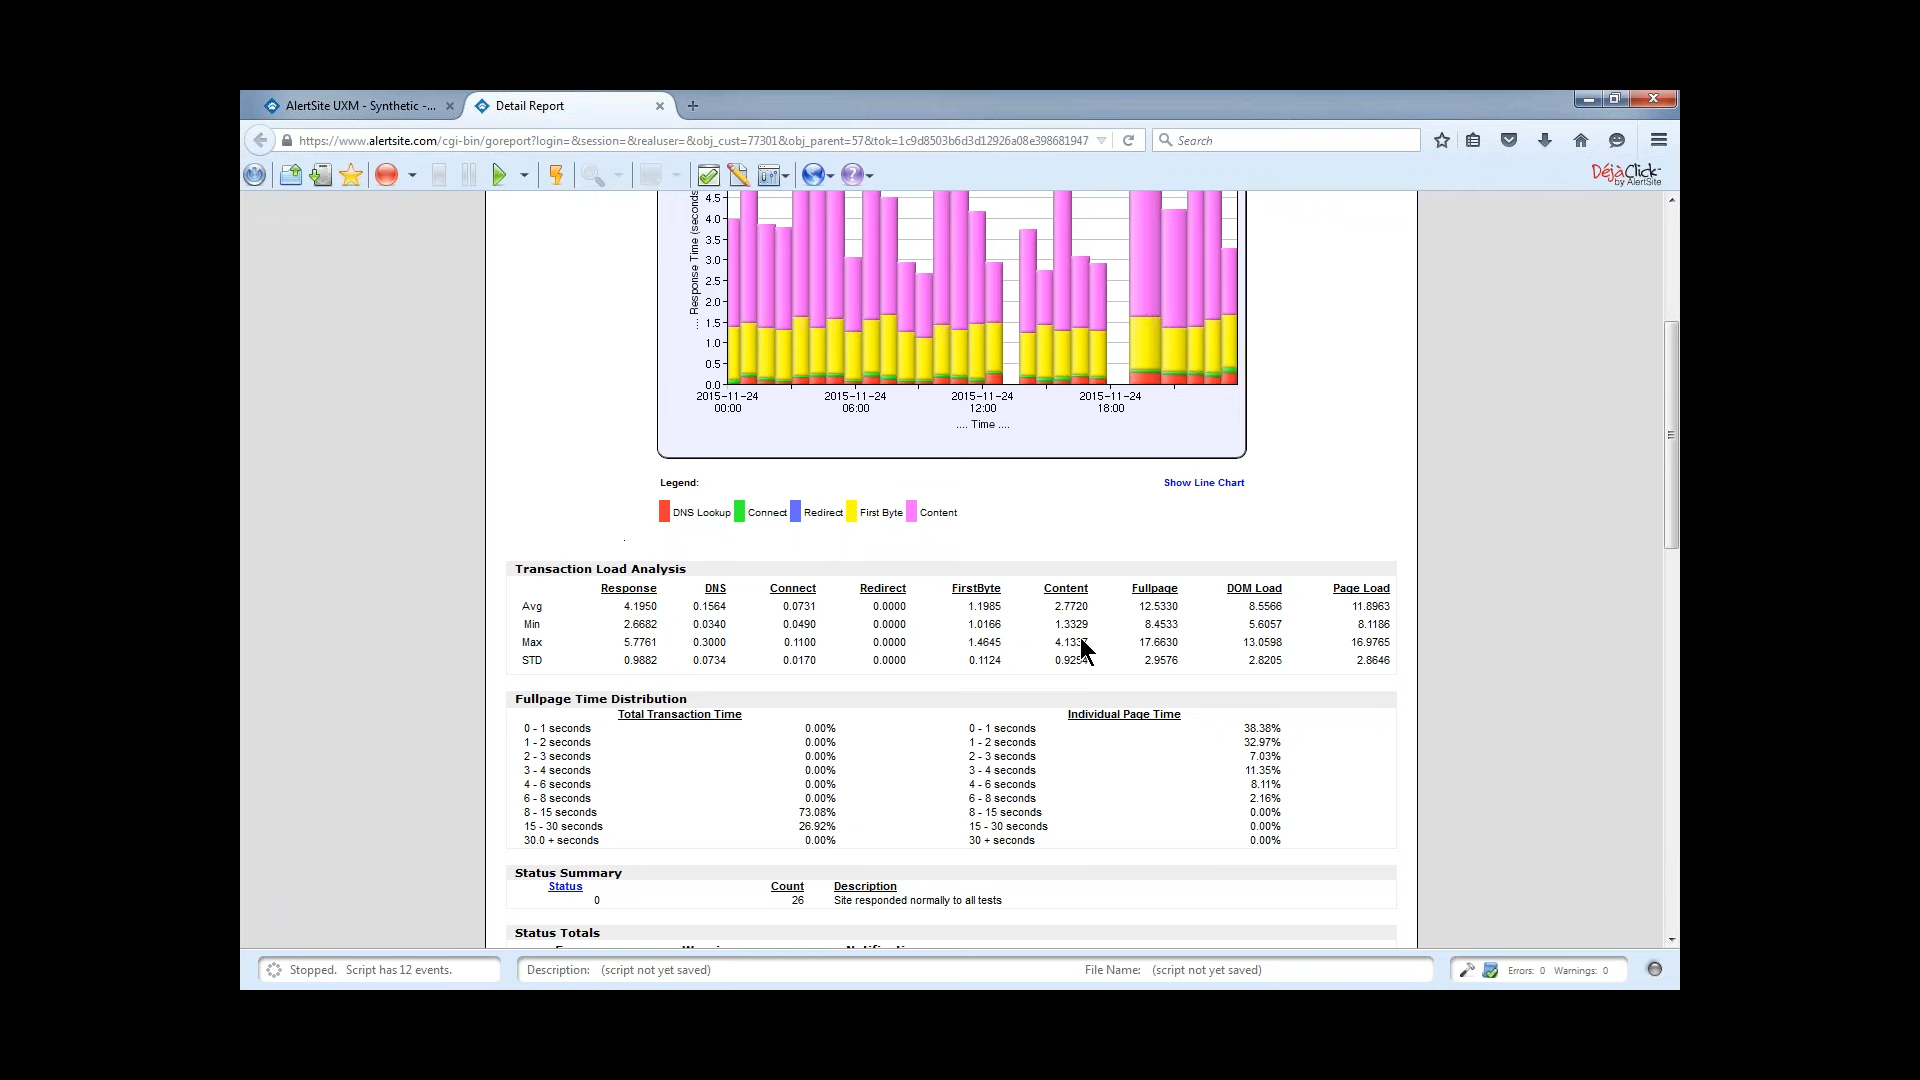 AlertSite UXM - Synthetic -...
Detail Report
https://www.alertsite.com/cgi-bin/goreport?login=&session=&realuser=&obj_cust=77301&obj_parent=57&tok=1c9d8503b6d3d12926a08e398681947
Search
DéjàClick
by AlertSite
.... Response Time (seconds
4.5
4.0
3.5
3.0
2.5
2.0
1.5
1.0
0.5
0.0
2015-11-24 2015-11-24 2015-11-24 2015-11-24
00:00 06:00 12:00 18:00
.... Time ....
Legend: Show Line Chart
DNS Lookup Connect Redirect First Byte Content
Transaction Load Analysis
Response DNS Connect Redirect FirstByte Content Fullpage DOM Load Page Load
Avg 4.1950 0.1564 0.0731 0.0000 1.1985 2.7720 12.5330 8.5566 11.8963
Min 2.6682 0.0340 0.0490 0.0000 1.0166 1.3329 8.4533 5.6057 8.1186
Max 5.7761 0.3000 0.1100 0.0000 1.4645 17.6630 13.0598 16.9765
STD 0.9882 0.0734 0.0170 0.0000 0.1124 2.9576 2.8205 2.8646
Fullpage Time Distribution
Total Transaction Time Individual Page Time
0 - 1 seconds 0.00% 0 - 1 seconds 38.38%
1 - 2 seconds 0.00% 1 - 2 seconds 32.97%
2 - 3 seconds 0.00% 2 - 3 seconds 7.03%
3 - 4 seconds 0.00% 3 - 4 seconds 11.35%
4 - 6 seconds 0.00% 4 - 6 seconds 8.11%
6 - 8 seconds 0.00% 6 - 8 seconds 2.16%
8 - 15 seconds 73.08% 8 - 15 seconds 0.00%
15 - 30 seconds 26.92% 15 - 30 seconds 0.00%
30.0 + seconds 0.00% 30 + seconds 0.00%
Status Summary
Status Count Description
0 26 Site responded normally to all tests
Status Totals
Stopped. Script has 12 events.
Description: (script not yet saved)
File Name: (script not yet saved)
Errors: 0 Warnings: 0